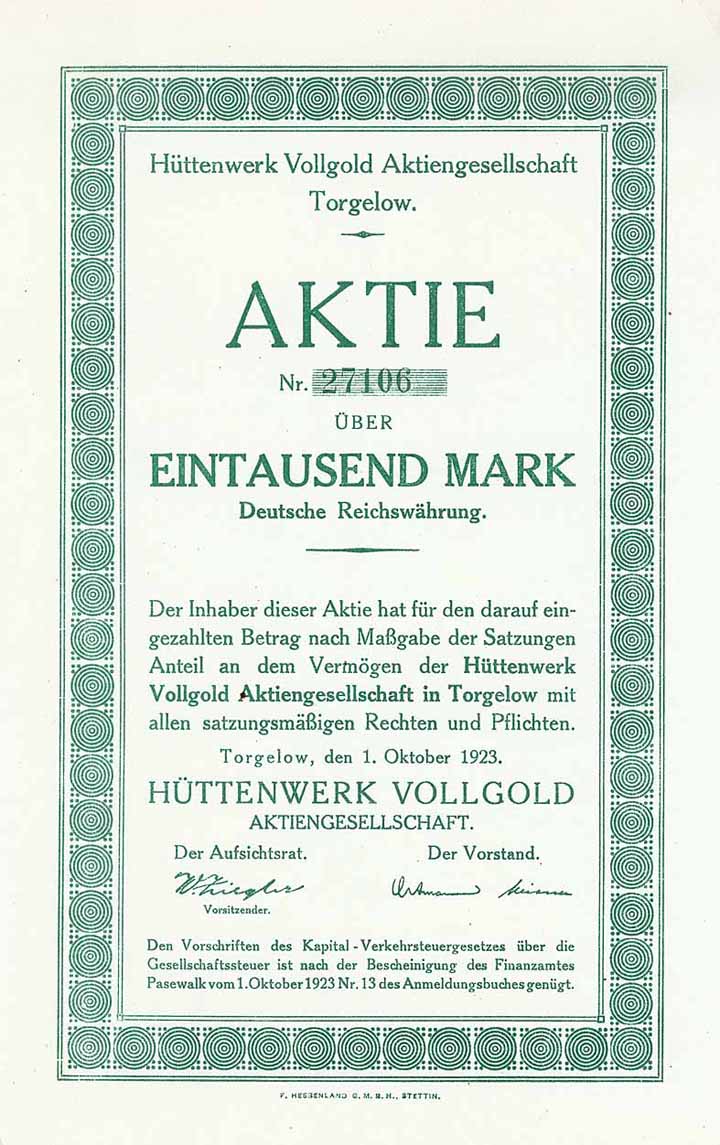 Hüttenwerk Vollgold Aktiengesellschaft
Torgelow.
AKTIE
Nr. 27106
ÜBER
EINTAUSEND MARK
Deutsche Reichswährung.
Der Inhaber dieser Aktie hat für den darauf ein-
gezahlten Betrag nach Maßgabe der Satzungen
Anteil an dem Vermögen der Hüttenwerk
Vollgold Aktiengesellschaft in Torgelow mit
allen satzungsmäßigen Rechten und Pflichten.
Torgelow, den 1. Oktober 1923.
HÜTTENWERK VOLLGOLD
AKTIENGESELLSCHAFT.
Der Aufsichtsrat. Der Vorstand.
W. Ziegler Ortmann
Vorsitzender.
Den Vorschriften des Kapital-Verkehrsteuergesetzes über die
Gesellschaftssteuer ist nach der Bescheinigung des Finanzamtes
Pasewalk vom 1. Oktober 1923 Nr. 13 des Anmeldungsbuches genügt.
F. HESSENLAND G. M. B. H., STETTIN.